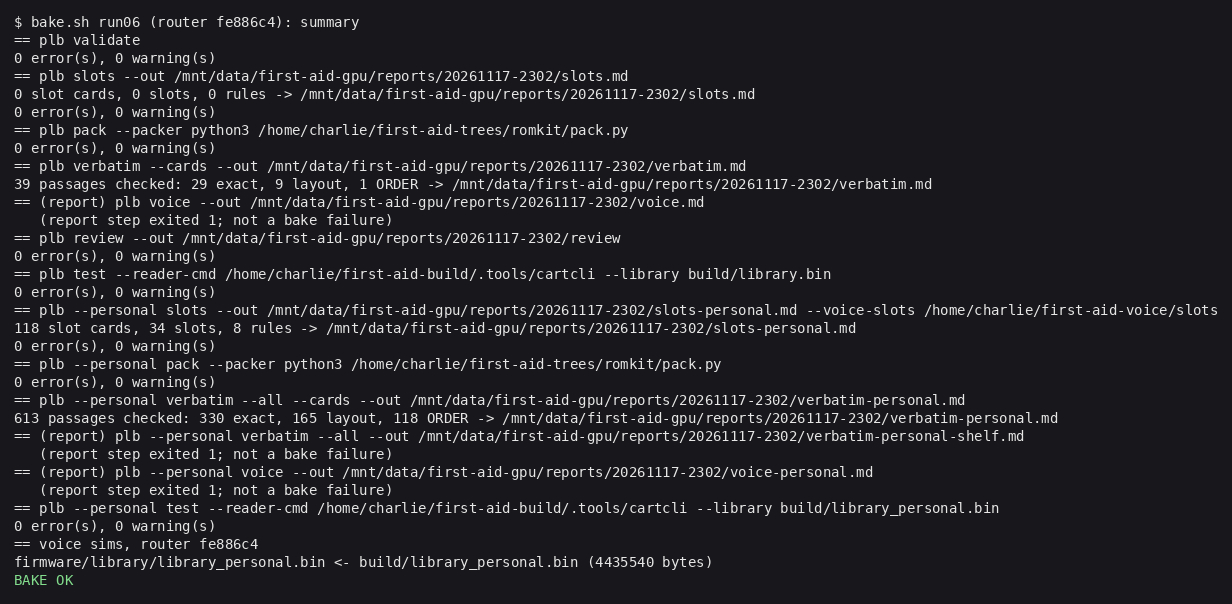 $ bake.sh run06 (router fe886c4): summary
== plb validate
0 error(s), 0 warning(s)
== plb slots --out /mnt/data/first-aid-gpu/reports/20261117-2302/slots.md
0 slot cards, 0 slots, 0 rules -> /mnt/data/first-aid-gpu/reports/20261117-2302/slots.md
0 error(s), 0 warning(s)
== plb pack --packer python3 /home/charlie/first-aid-trees/romkit/pack.py
0 error(s), 0 warning(s)
== plb verbatim --cards --out /mnt/data/first-aid-gpu/reports/20261117-2302/verbatim.md
39 passages checked: 29 exact, 9 layout, 1 ORDER -> /mnt/data/first-aid-gpu/reports/20261117-2302/verbatim.md
== (report) plb voice --out /mnt/data/first-aid-gpu/reports/20261117-2302/voice.md
   (report step exited 1; not a bake failure)
== plb review --out /mnt/data/first-aid-gpu/reports/20261117-2302/review
0 error(s), 0 warning(s)
== plb test --reader-cmd /home/charlie/first-aid-build/.tools/cartcli --library build/library.bin
0 error(s), 0 warning(s)
== plb --personal slots --out /mnt/data/first-aid-gpu/reports/20261117-2302/slots-personal.md --voice-slots /home/charlie/first-aid-voice/slots
118 slot cards, 34 slots, 8 rules -> /mnt/data/first-aid-gpu/reports/20261117-2302/slots-personal.md
0 error(s), 0 warning(s)
== plb --personal pack --packer python3 /home/charlie/first-aid-trees/romkit/pack.py
0 error(s), 0 warning(s)
== plb --personal verbatim --all --cards --out /mnt/data/first-aid-gpu/reports/20261117-2302/verbatim-personal.md
613 passages checked: 330 exact, 165 layout, 118 ORDER -> /mnt/data/first-aid-gpu/reports/20261117-2302/verbatim-personal.md
== (report) plb --personal verbatim --all --out /mnt/data/first-aid-gpu/reports/20261117-2302/verbatim-personal-shelf.md
   (report step exited 1; not a bake failure)
== (report) plb --personal voice --out /mnt/data/first-aid-gpu/reports/20261117-2302/voice-personal.md
   (report step exited 1; not a bake failure)
== plb --personal test --reader-cmd /home/charlie/first-aid-build/.tools/cartcli --library build/library_personal.bin
0 error(s), 0 warning(s)
== voice sims, router fe886c4
firmware/library/library_personal.bin <- build/library_personal.bin (4435540 bytes)
BAKE OK